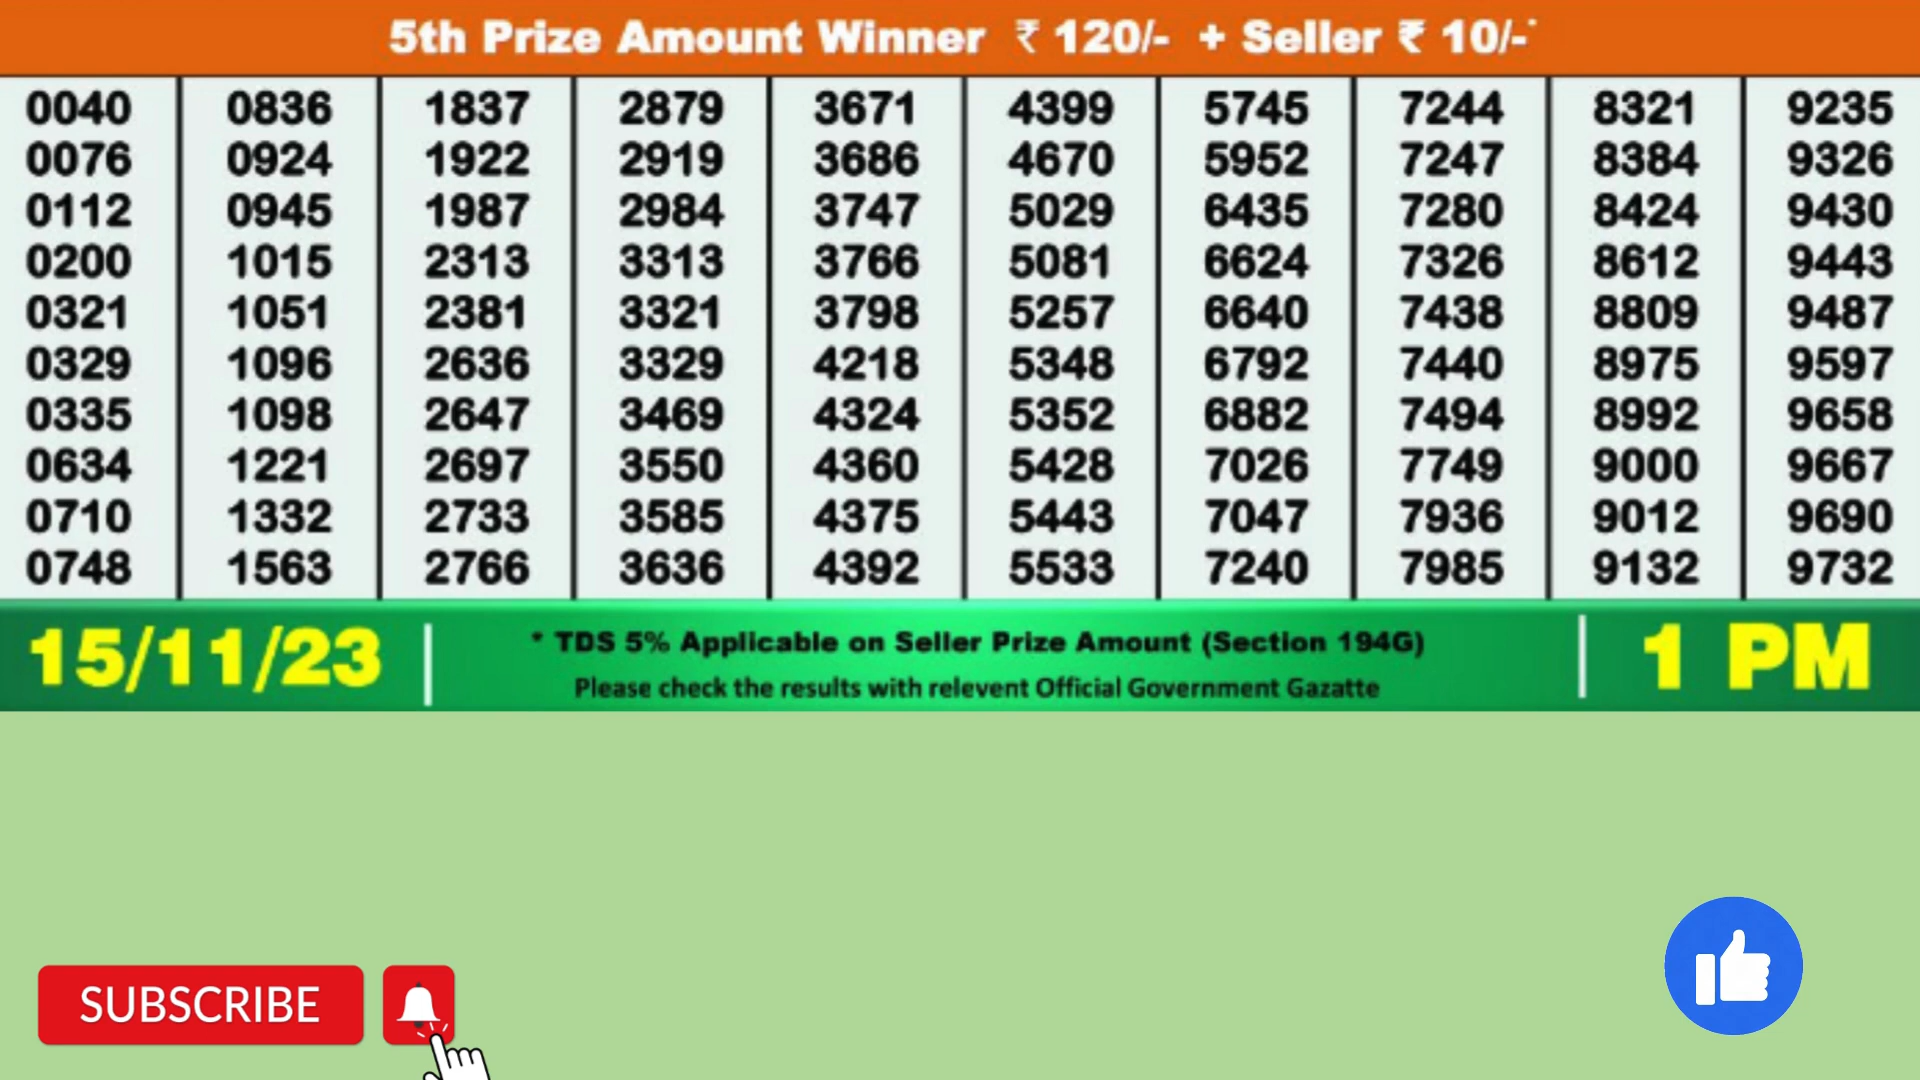 5th Prize Amount Winner ₹ 120/- + Seller ₹ 10/-*
0040 0836 1837 2879 3671 4399 5745 7244 8321 9235
0076 0924 1922 2919 3686 4670 5952 7247 8384 9326
0112 0945 1987 2984 3747 5029 6435 7280 8424 9430
0200 1015 2313 3313 3766 5081 6624 7326 8612 9443
0321 1051 2381 3321 3798 5257 6640 7438 8809 9487
0329 1096 2636 3329 4218 5348 6792 7440 8975 9597
0335 1098 2647 3469 4324 5352 6882 7494 8992 9658
0634 1221 2697 3550 4360 5428 7026 7749 9000 9667
0710 1332 2733 3585 4375 5443 7047 7936 9012 9690
0748 1563 2766 3636 4392 5533 7240 7985 9132 9732
15/11/23
* TDS 5% Applicable on Seller Prize Amount (Section 194G)
Please check the results with relevent Official Government Gazatte
1 PM
SUBSCRIBE